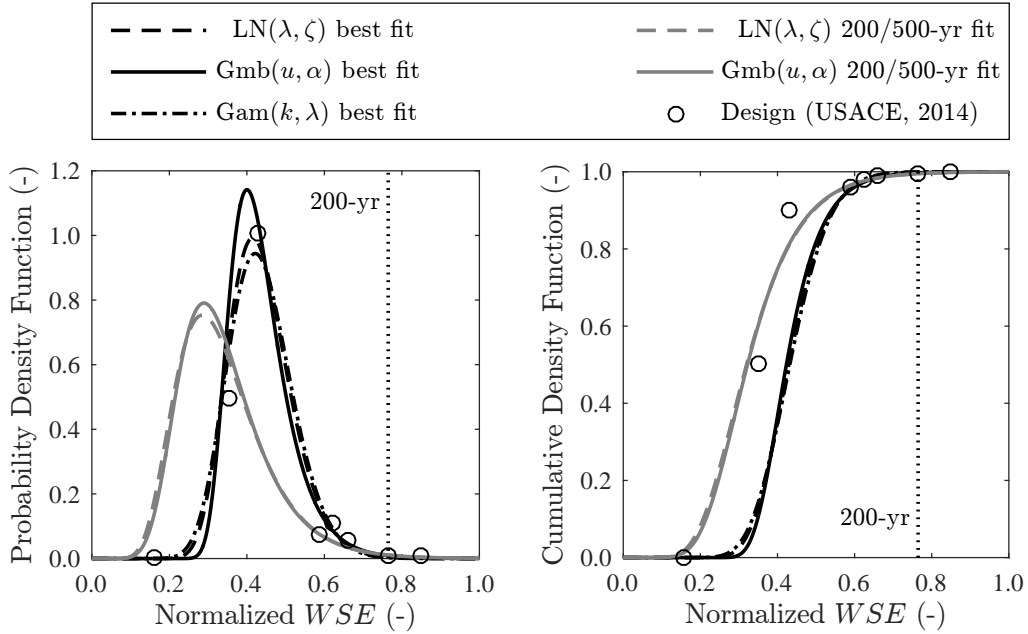 LN(λ, ζ) best fit
Gmb(u, α) best fit
Gam(k, λ) best fit
LN(λ, ζ) 200/500-yr fit
Gmb(u, α) 200/500-yr fit
Design (USACE, 2014)
Probability Density Function (-)
1.2
1.0
0.8
0.6
0.4
0.2
0.0
200-yr
0.0 0.2 0.4 0.6 0.8 1.0
Normalized WSE (-)
Cumulative Density Function (-)
1.0
0.8
0.6
0.4
0.2
0.0
200-yr
0.0 0.2 0.4 0.6 0.8 1.0
Normalized WSE (-)